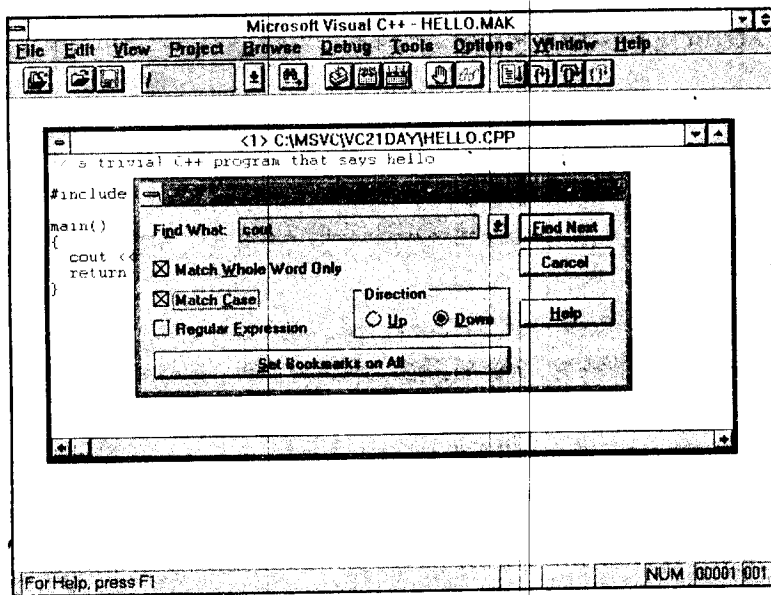 Microsoft Visual C++ - HELLO.MAK
File Edit View Project Browse Debug Tools Options Window Help
<1> C:\MSVC\VC21DAY\HELLO.CPP
a trivial C++ program that says hello
#include
main()
{
cout <<
return
}
Find What: cout
Find Next
Match Whole Word Only
Cancel
Match Case
Direction
Up Down
Help
Regular Expression
Set Bookmarks on All
For Help, press F1
NUM 00001 001